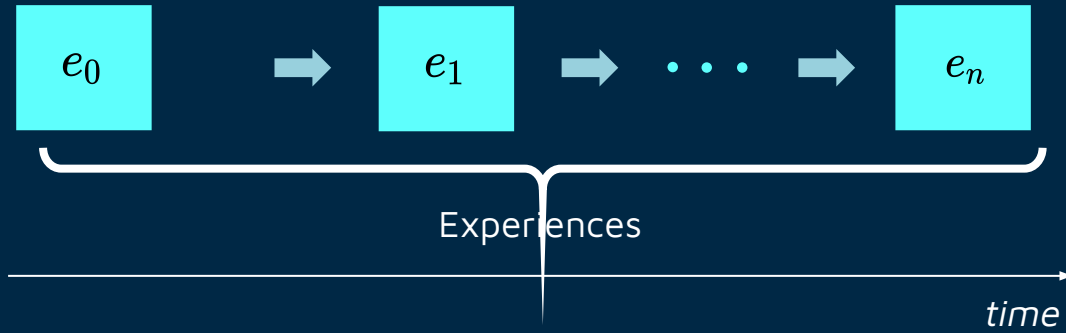 e₀ e₁ • • • eₙ
Experiences
time